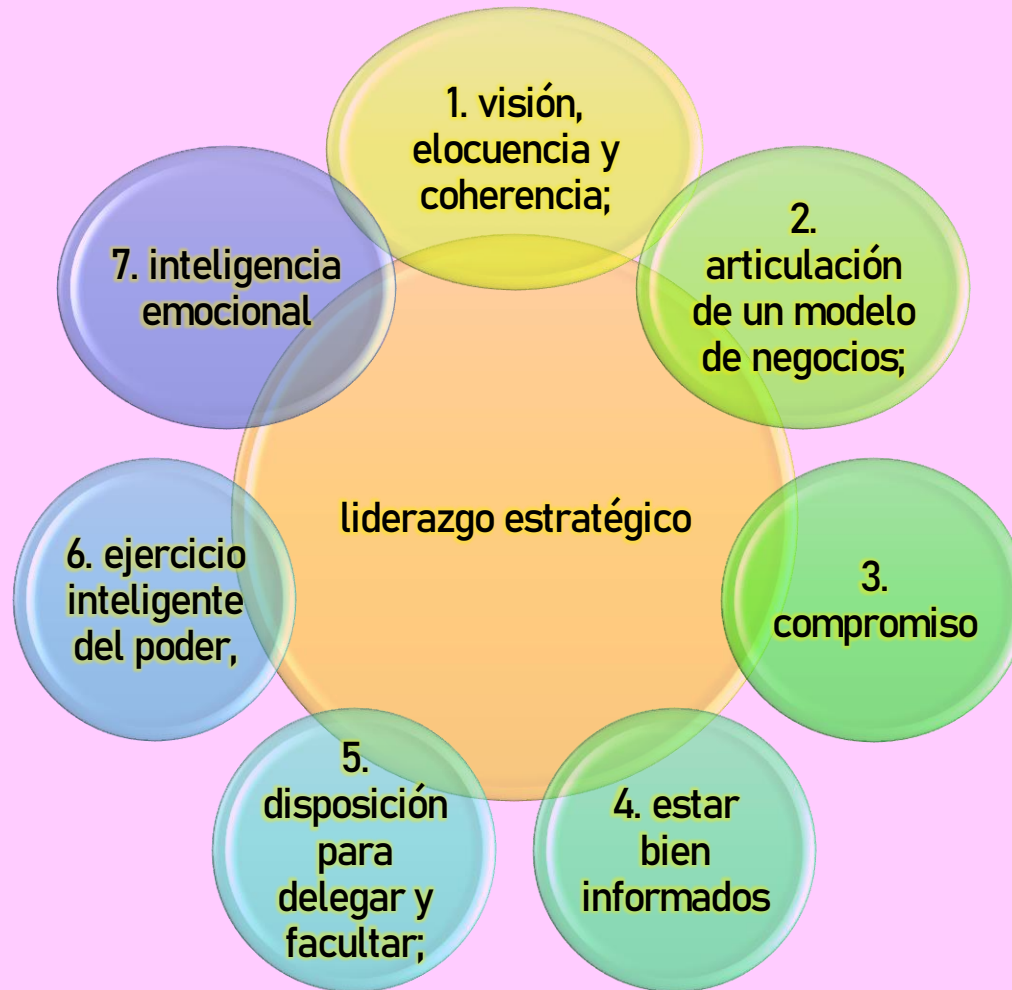 1. visión,
elocuencia y
coherencia;
2.
articulación
de un modelo
de negocios;
3.
compromiso
4. estar
bien
informados
5.
disposición
para
delegar y
facultar;
6. ejercicio
inteligente
del poder,
7. inteligencia
emocional
liderazgo estratégico